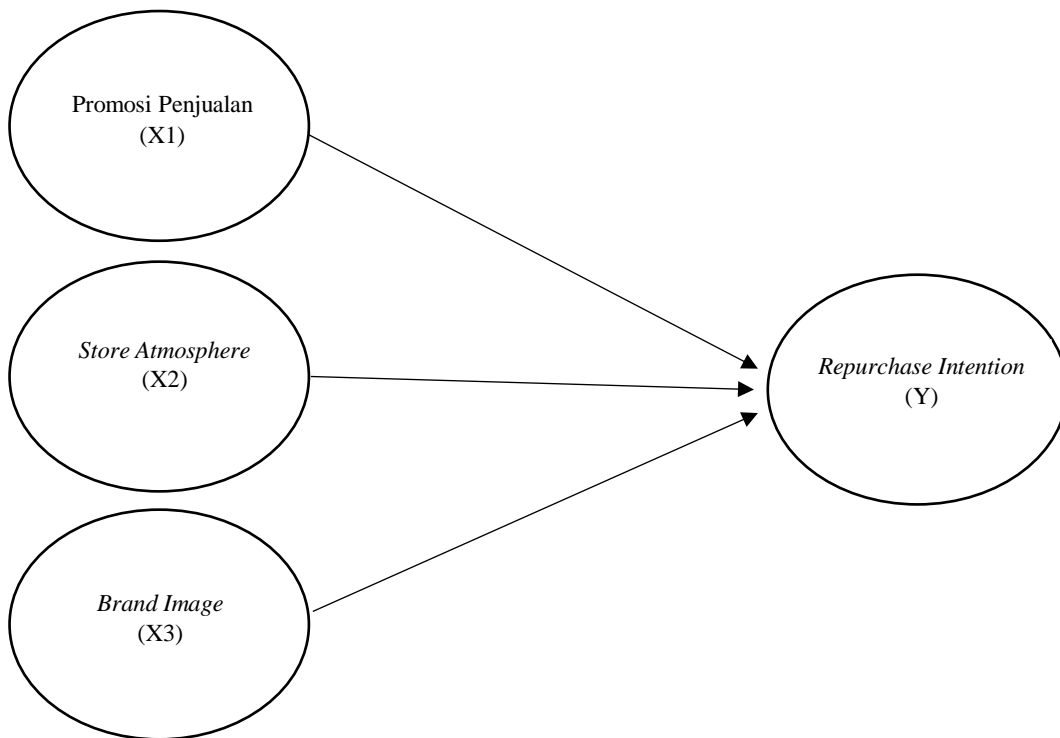 Promosi Penjualan
(X1)
Store Atmosphere
(X2)
Repurchase Intention
(Y)
Brand Image
(X3)